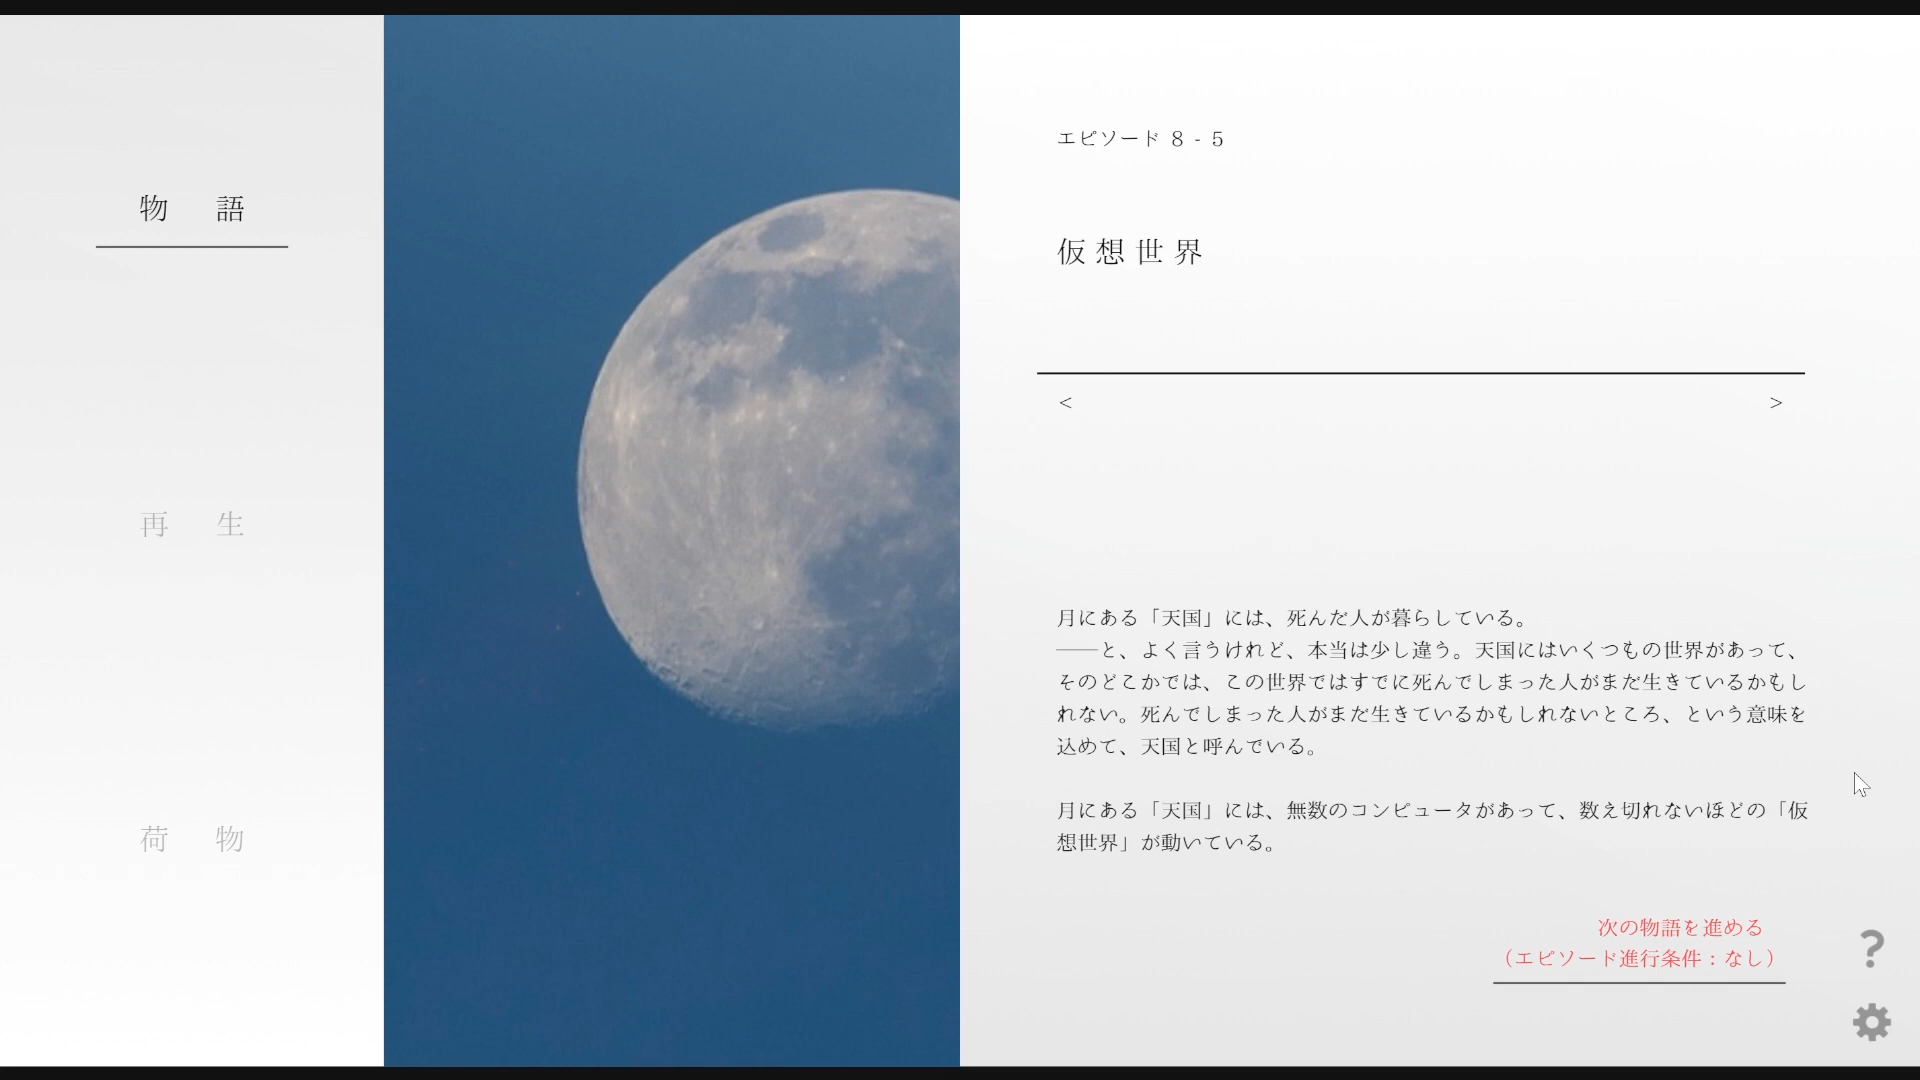 物語
再生
荷物
エピソード 8 - 5
仮想世界
< >
月にある「天国」には、死んだ人が暮らしている。
――と、よく言うけれど、本当は少し違う。天国にはいくつもの世界があって、
そのどこかでは、この世界ではすでに死んでしまった人がまだ生きているかもし
れない。死んでしまった人がまだ生きているかもしれないところ、という意味を
込めて、天国と呼んでいる。
月にある「天国」には、無数のコンピュータがあって、数え切れないほどの「仮
想世界」が動いている。
次の物語を進める
（エピソード進行条件：なし）
?